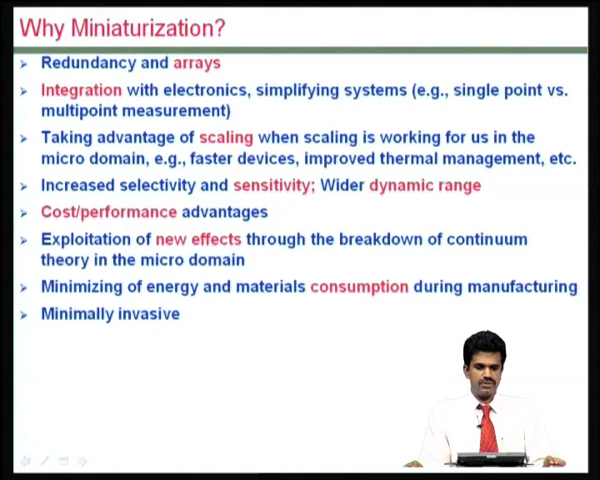 Why Miniaturization?
➢ Redundancy and arrays
➢ Integration with electronics, simplifying systems (e.g., single point vs.
multipoint measurement)
➢ Taking advantage of scaling when scaling is working for us in the
micro domain, e.g., faster devices, improved thermal management, etc.
➢ Increased selectivity and sensitivity; Wider dynamic range
➢ Cost/performance advantages
➢ Exploitation of new effects through the breakdown of continuum
theory in the micro domain
➢ Minimizing of energy and materials consumption during manufacturing
➢ Minimally invasive